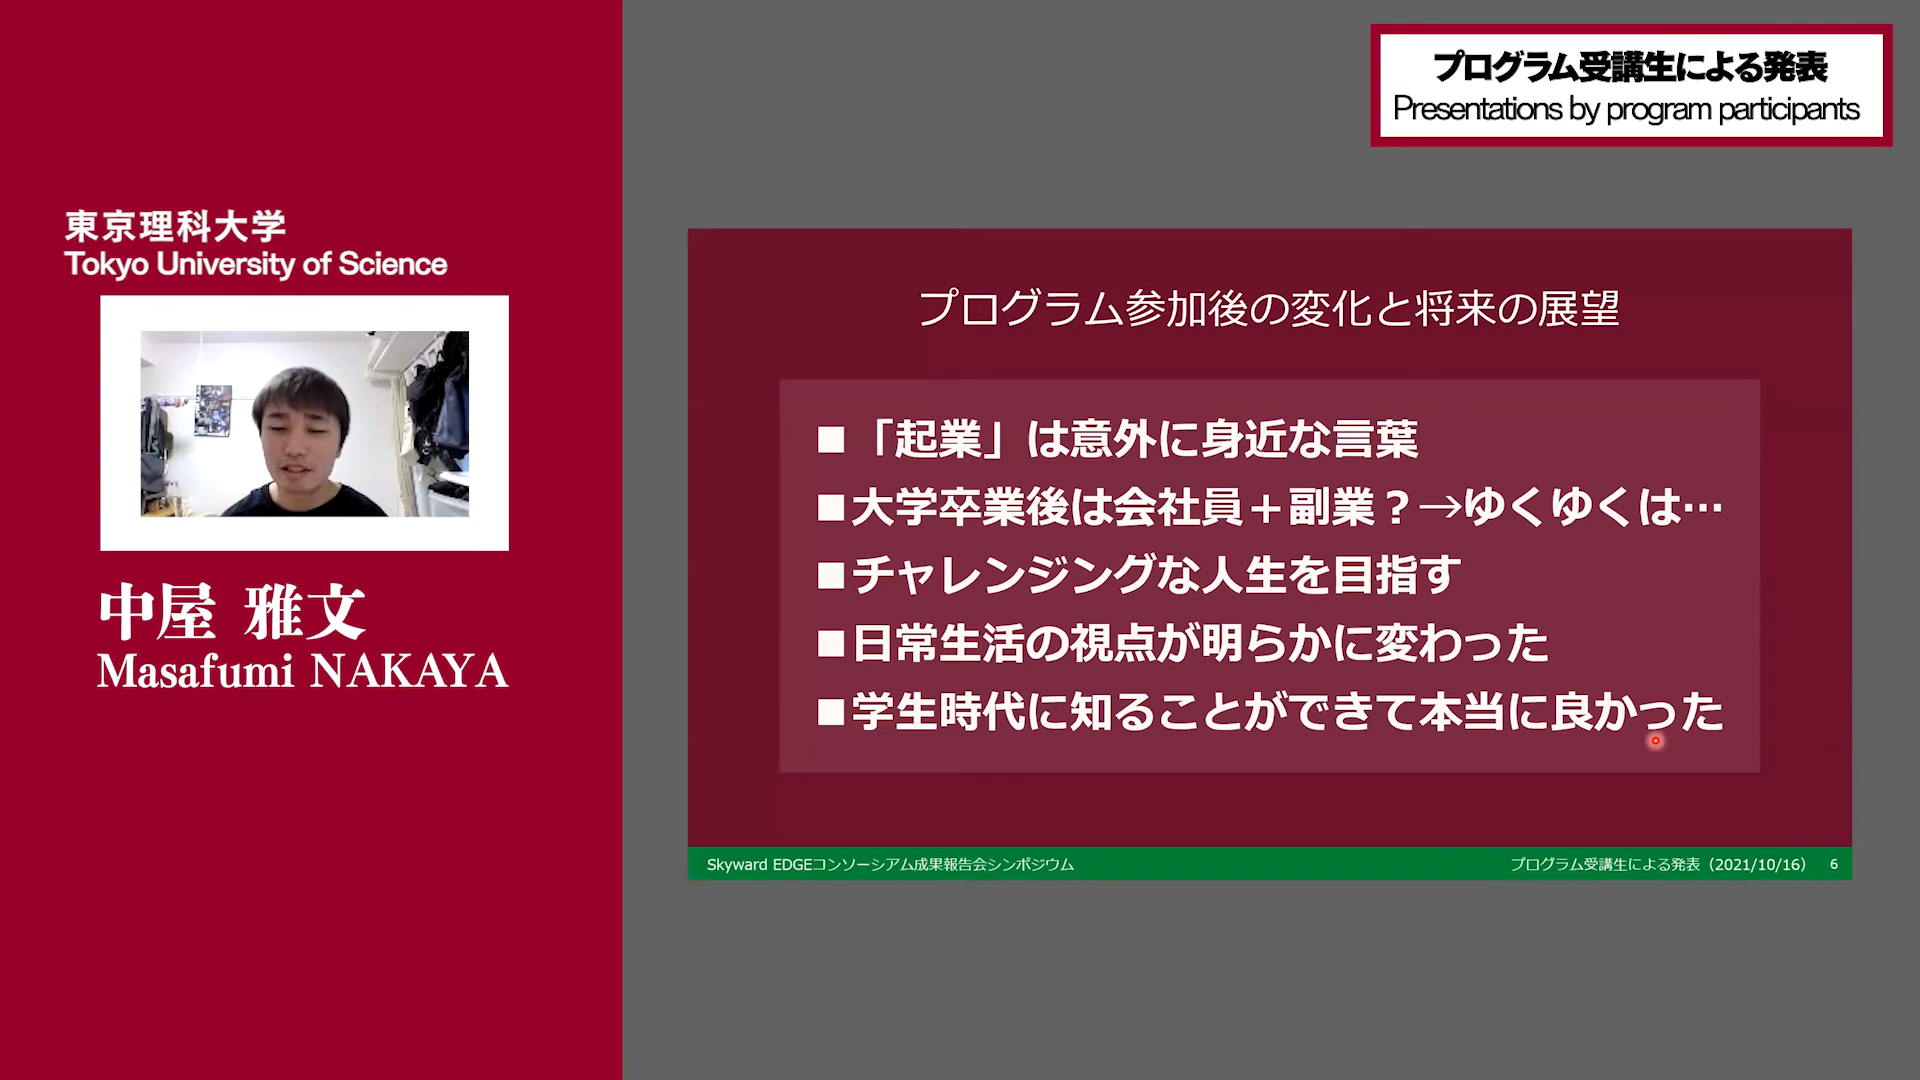 プログラム受講生による発表
Presentations by program participants
東京理科大学
Tokyo University of Science
中屋 雅文
Masafumi NAKAYA
プログラム参加後の変化と将来の展望
■「起業」は意外に身近な言葉
■大学卒業後は会社員＋副業？→ゆくゆくは…
■チャレンジングな人生を目指す
■日常生活の視点が明らかに変わった
■学生時代に知ることができて本当に良かった
Skyward EDGEコンソーシアム成果報告会シンポジウム
プログラム受講生による発表（2021/10/16） 6